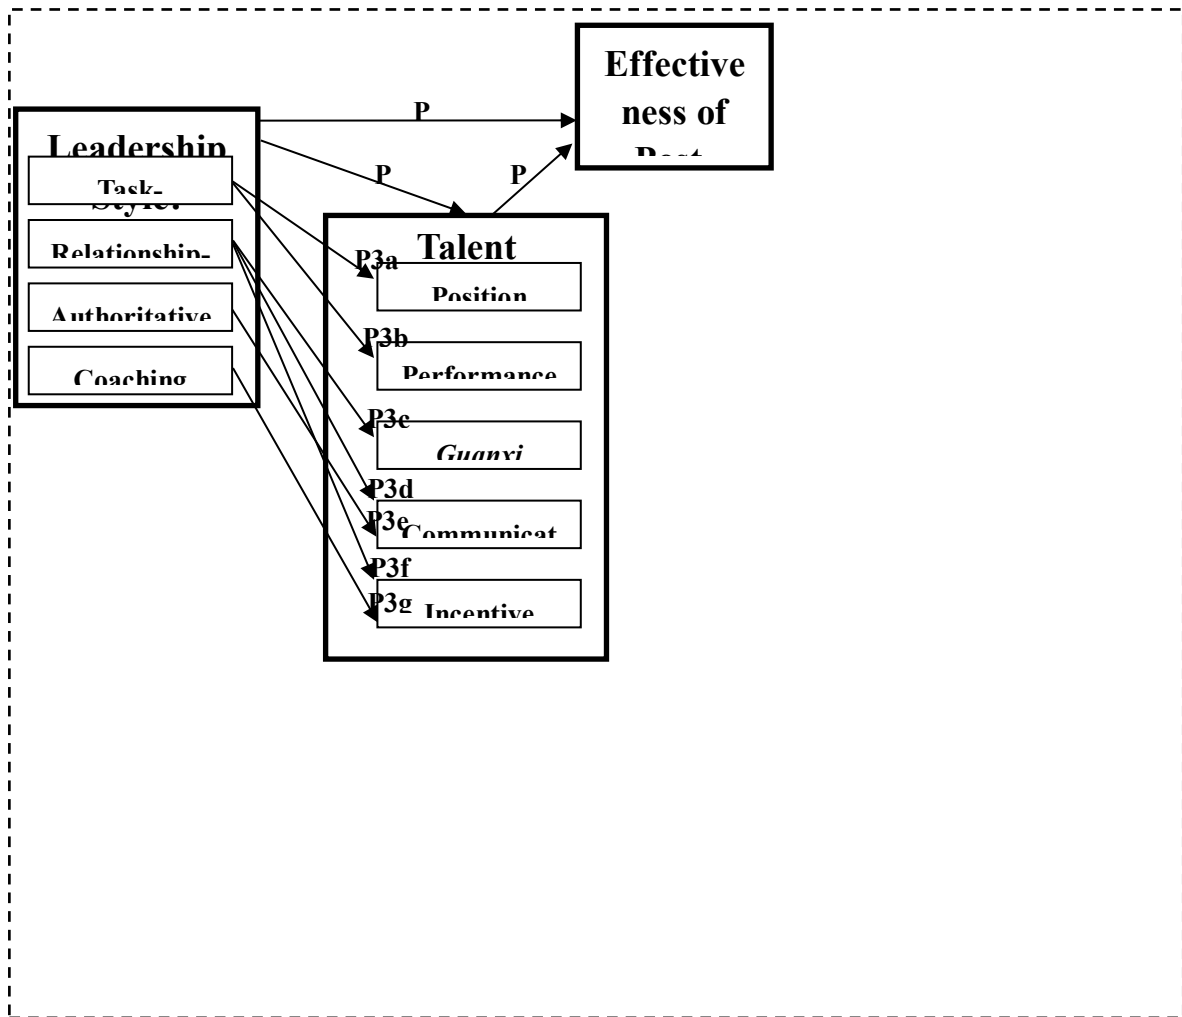 Effective
ness of
Post-
P
Leadership
Style:
Task-
Relationship-
Authoritative
Coaching
P
P
Talent
P3a
Position
P3b
Performance
P3c
Guanxi
P3d
P3e
Communicat
P3f
P3g
Incentive